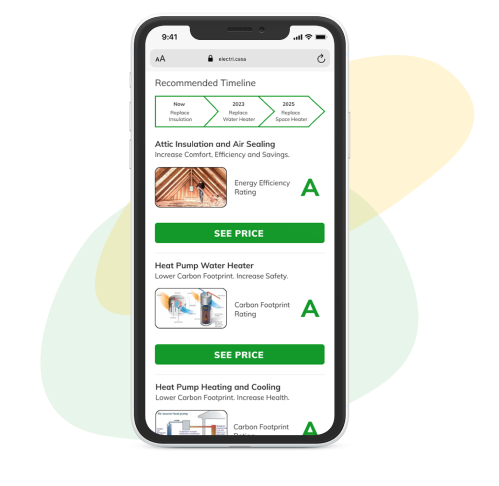 9:41
AA
electri.casa
Recommended Timeline
Now
Replace
Insulation
2023
Replace
Water Heater
2025
Replace
Space Heater
Attic Insulation and Air Sealing
Increase Comfort, Efficiency and Savings.
Energy Efficiency
Rating
A
SEE PRICE
Heat Pump Water Heater
Lower Carbon Footprint. Increase Safety.
Carbon Footprint
Rating
A
SEE PRICE
Heat Pump Heating and Cooling
Lower Carbon Footprint. Increase Health.
Carbon Footprint
Rating
A